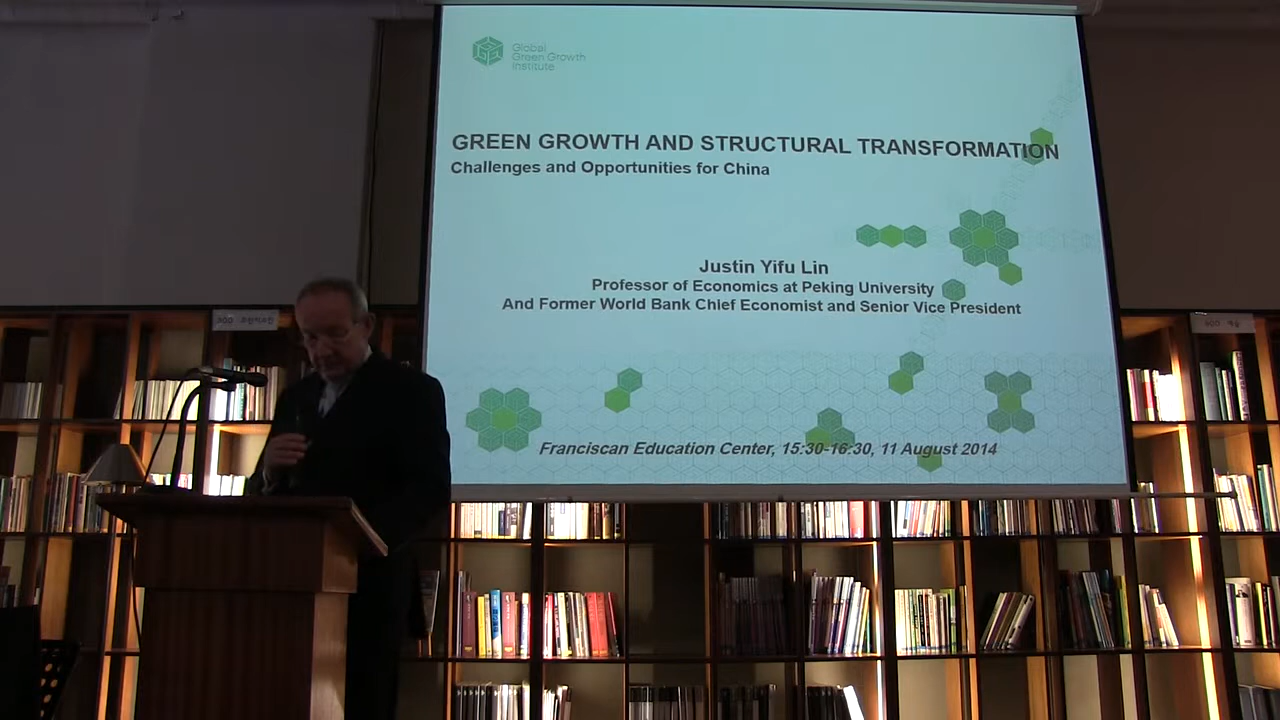 Global
Green Growth
Institute
GREEN GROWTH AND STRUCTURAL TRANSFORMATION
Challenges and Opportunities for China
Justin Yifu Lin
Professor of Economics at Peking University
And Former World Bank Chief Economist and Senior Vice President
Franciscan Education Center, 15:30-16:30, 11 August 2014